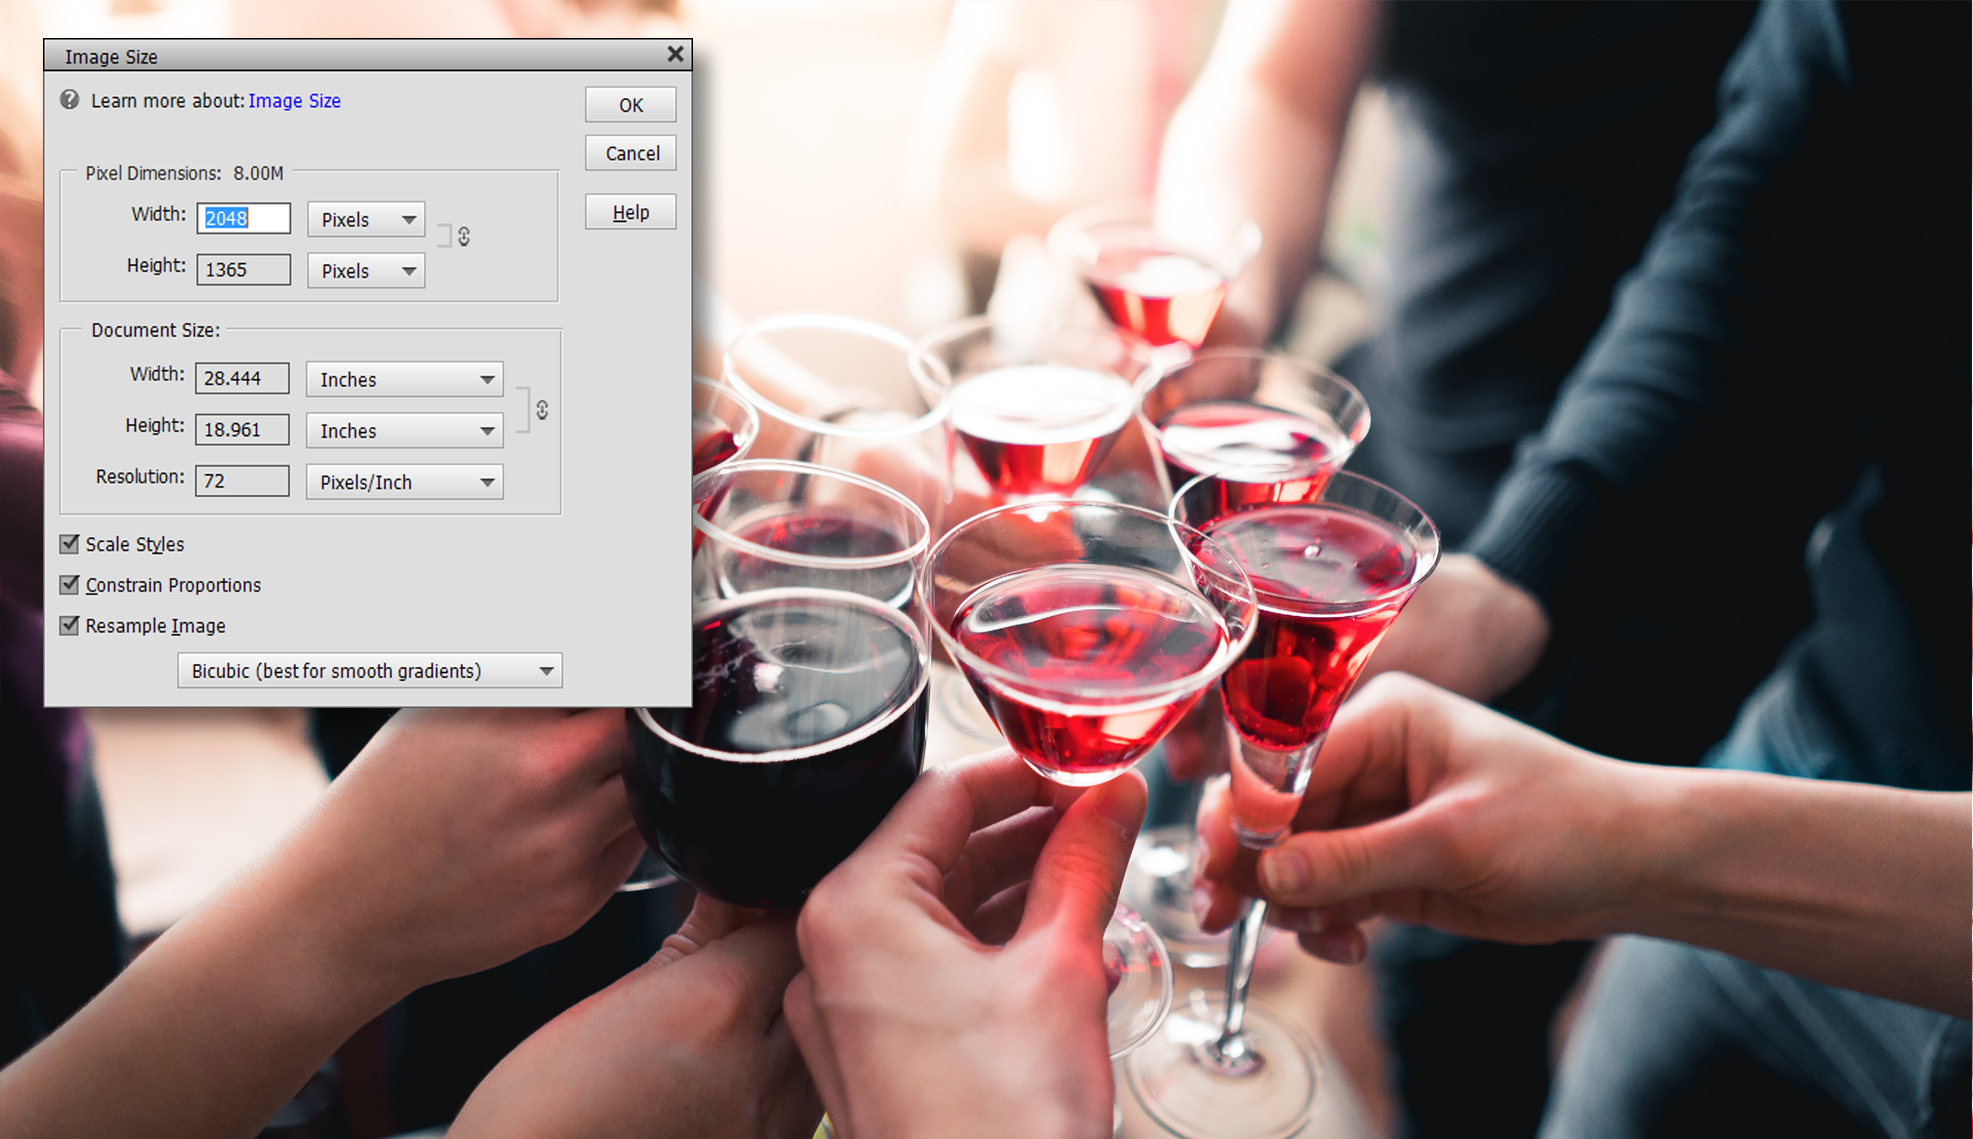 Image Size
Learn more about: Image Size
OK
Cancel
Help
Pixel Dimensions: 8.00M
Width: 2048 Pixels
Height: 1365 Pixels
Document Size:
Width: 28.444 Inches
Height: 18.961 Inches
Resolution: 72 Pixels/Inch
Scale Styles
Constrain Proportions
Resample Image
Bicubic (best for smooth gradients)